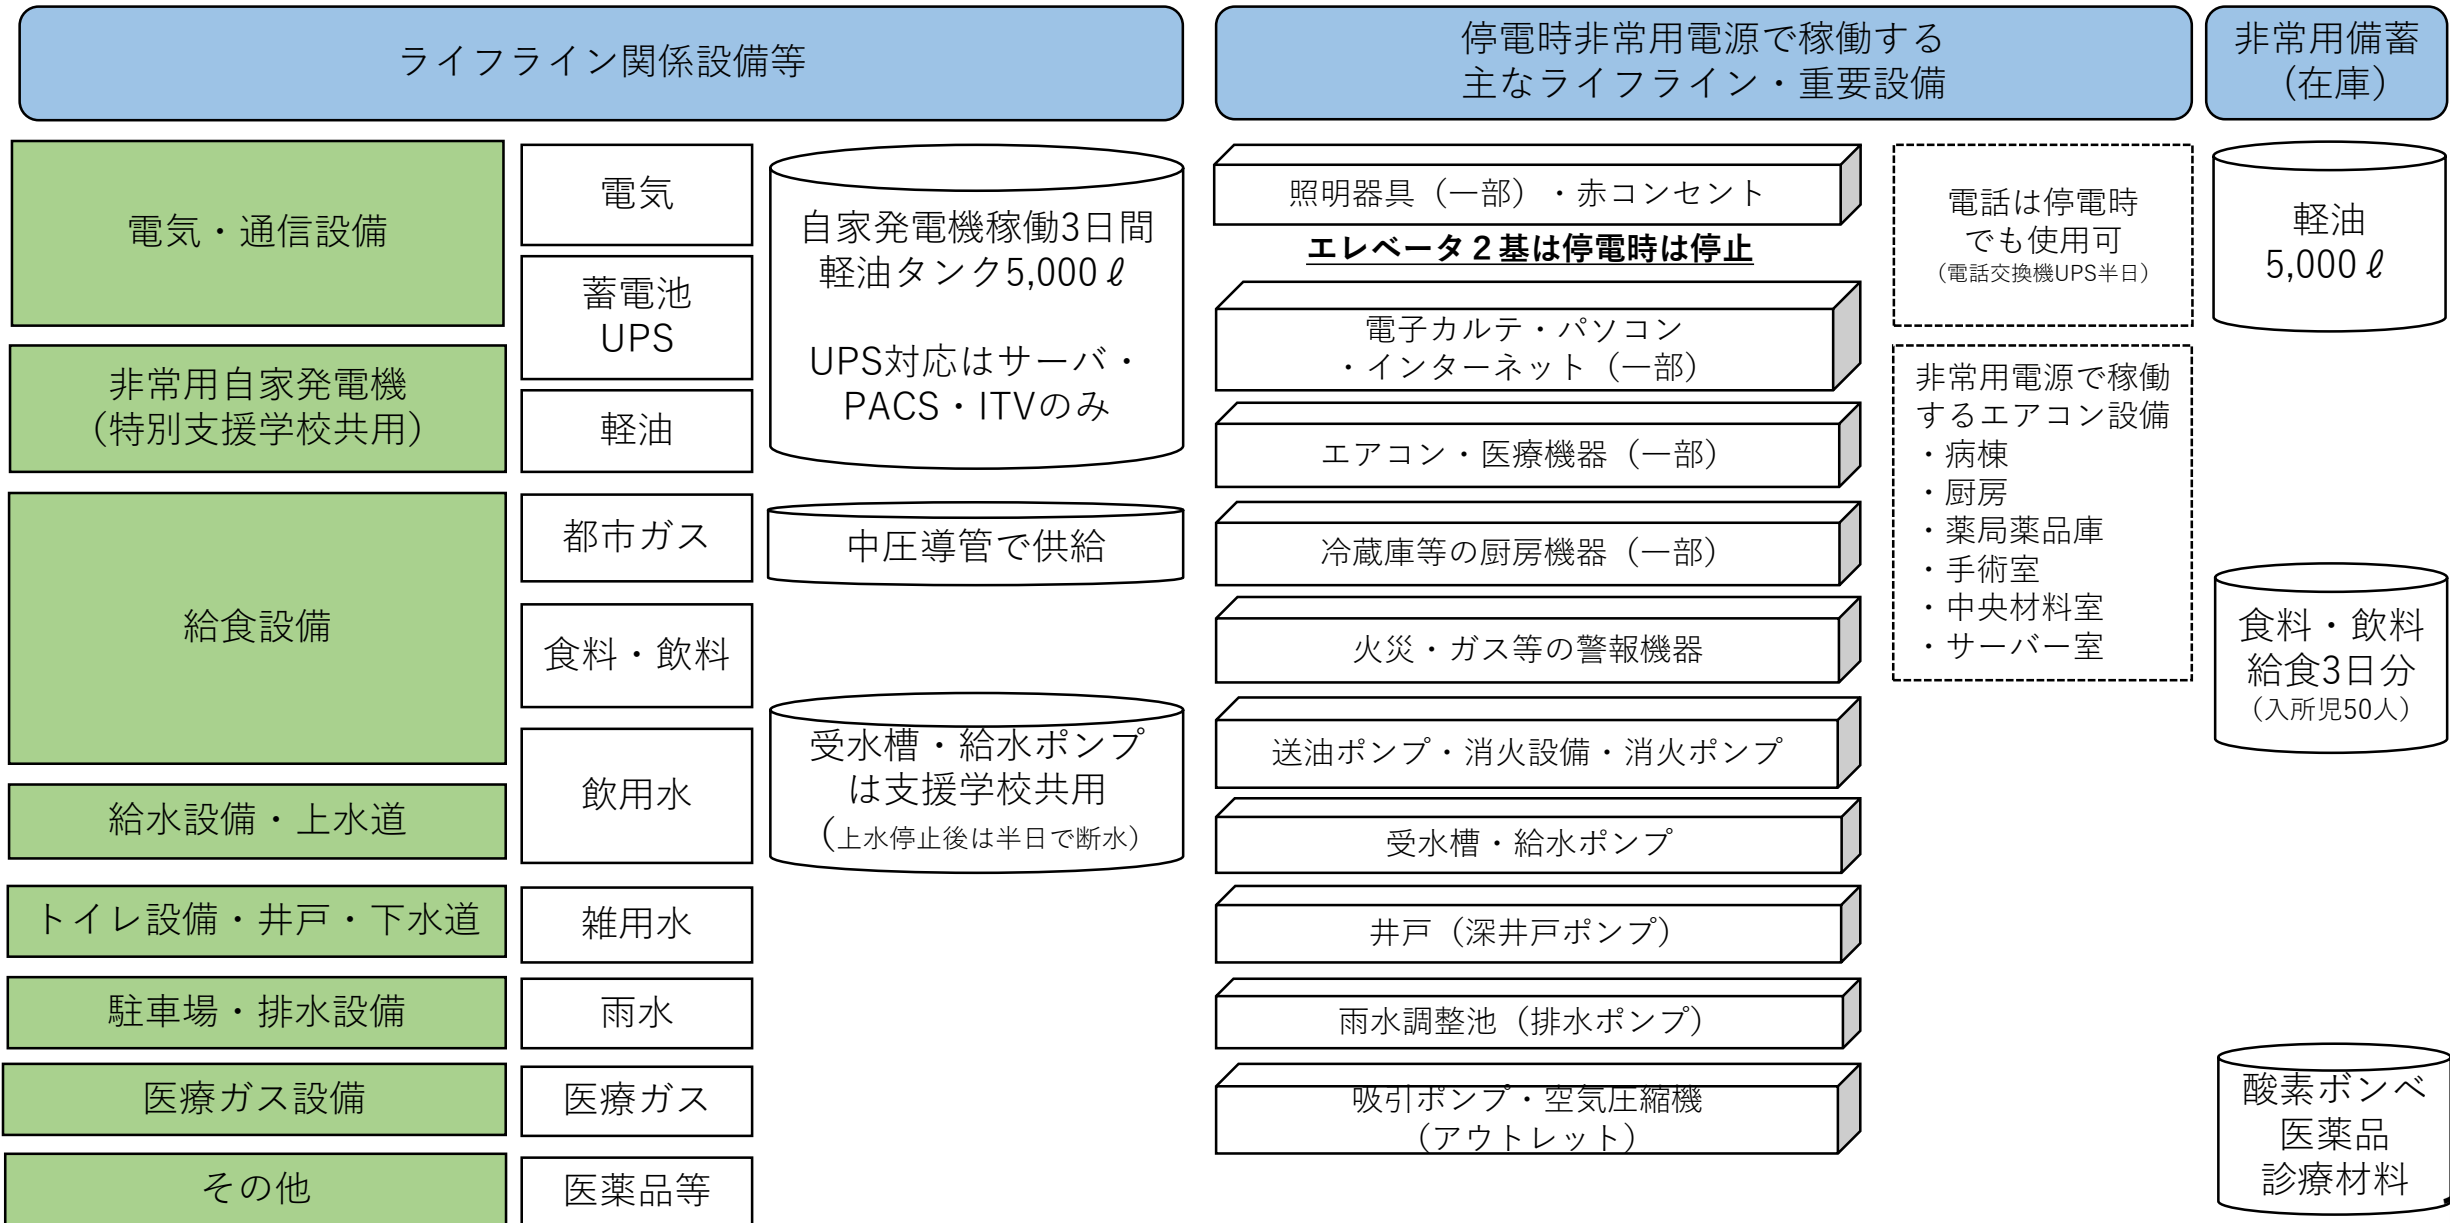 ライフライン関係設備等
停電時非常用電源で稼働する
主なライフライン・重要設備
非常用備蓄
（在庫）
電気・通信設備
非常用自家発電機
（特別支援学校共用）
給食設備
給水設備・上水道
トイレ設備・井戸・下水道
駐車場・排水設備
医療ガス設備
その他
電気
蓄電池
UPS
軽油
都市ガス
食料・飲料
飲用水
雑用水
雨水
医療ガス
医薬品等
自家発電機稼働3日間
軽油タンク5,000ℓ
UPS対応はサーバ・
PACS・ITVのみ
中圧導管で供給
受水槽・給水ポンプ
は支援学校共用
（上水停止後は半日で断水）
照明器具（一部）・赤コンセント
エレベータ２基は停電時は停止
電子カルテ・パソコン
・インターネット（一部）
エアコン・医療機器（一部）
冷蔵庫等の厨房機器（一部）
火災・ガス等の警報機器
送油ポンプ・消火設備・消火ポンプ
受水槽・給水ポンプ
井戸（深井戸ポンプ）
雨水調整池（排水ポンプ）
吸引ポンプ・空気圧縮機
（アウトレット）
電話は停電時
でも使用可
（電話交換機UPS半日）
非常用電源で稼働
するエアコン設備
・病棟
・厨房
・薬局薬品庫
・手術室
・中央材料室
・サーバー室
軽油
5,000ℓ
食料・飲料
給食3日分
（入所児50人）
酸素ボンベ
医薬品
診療材料